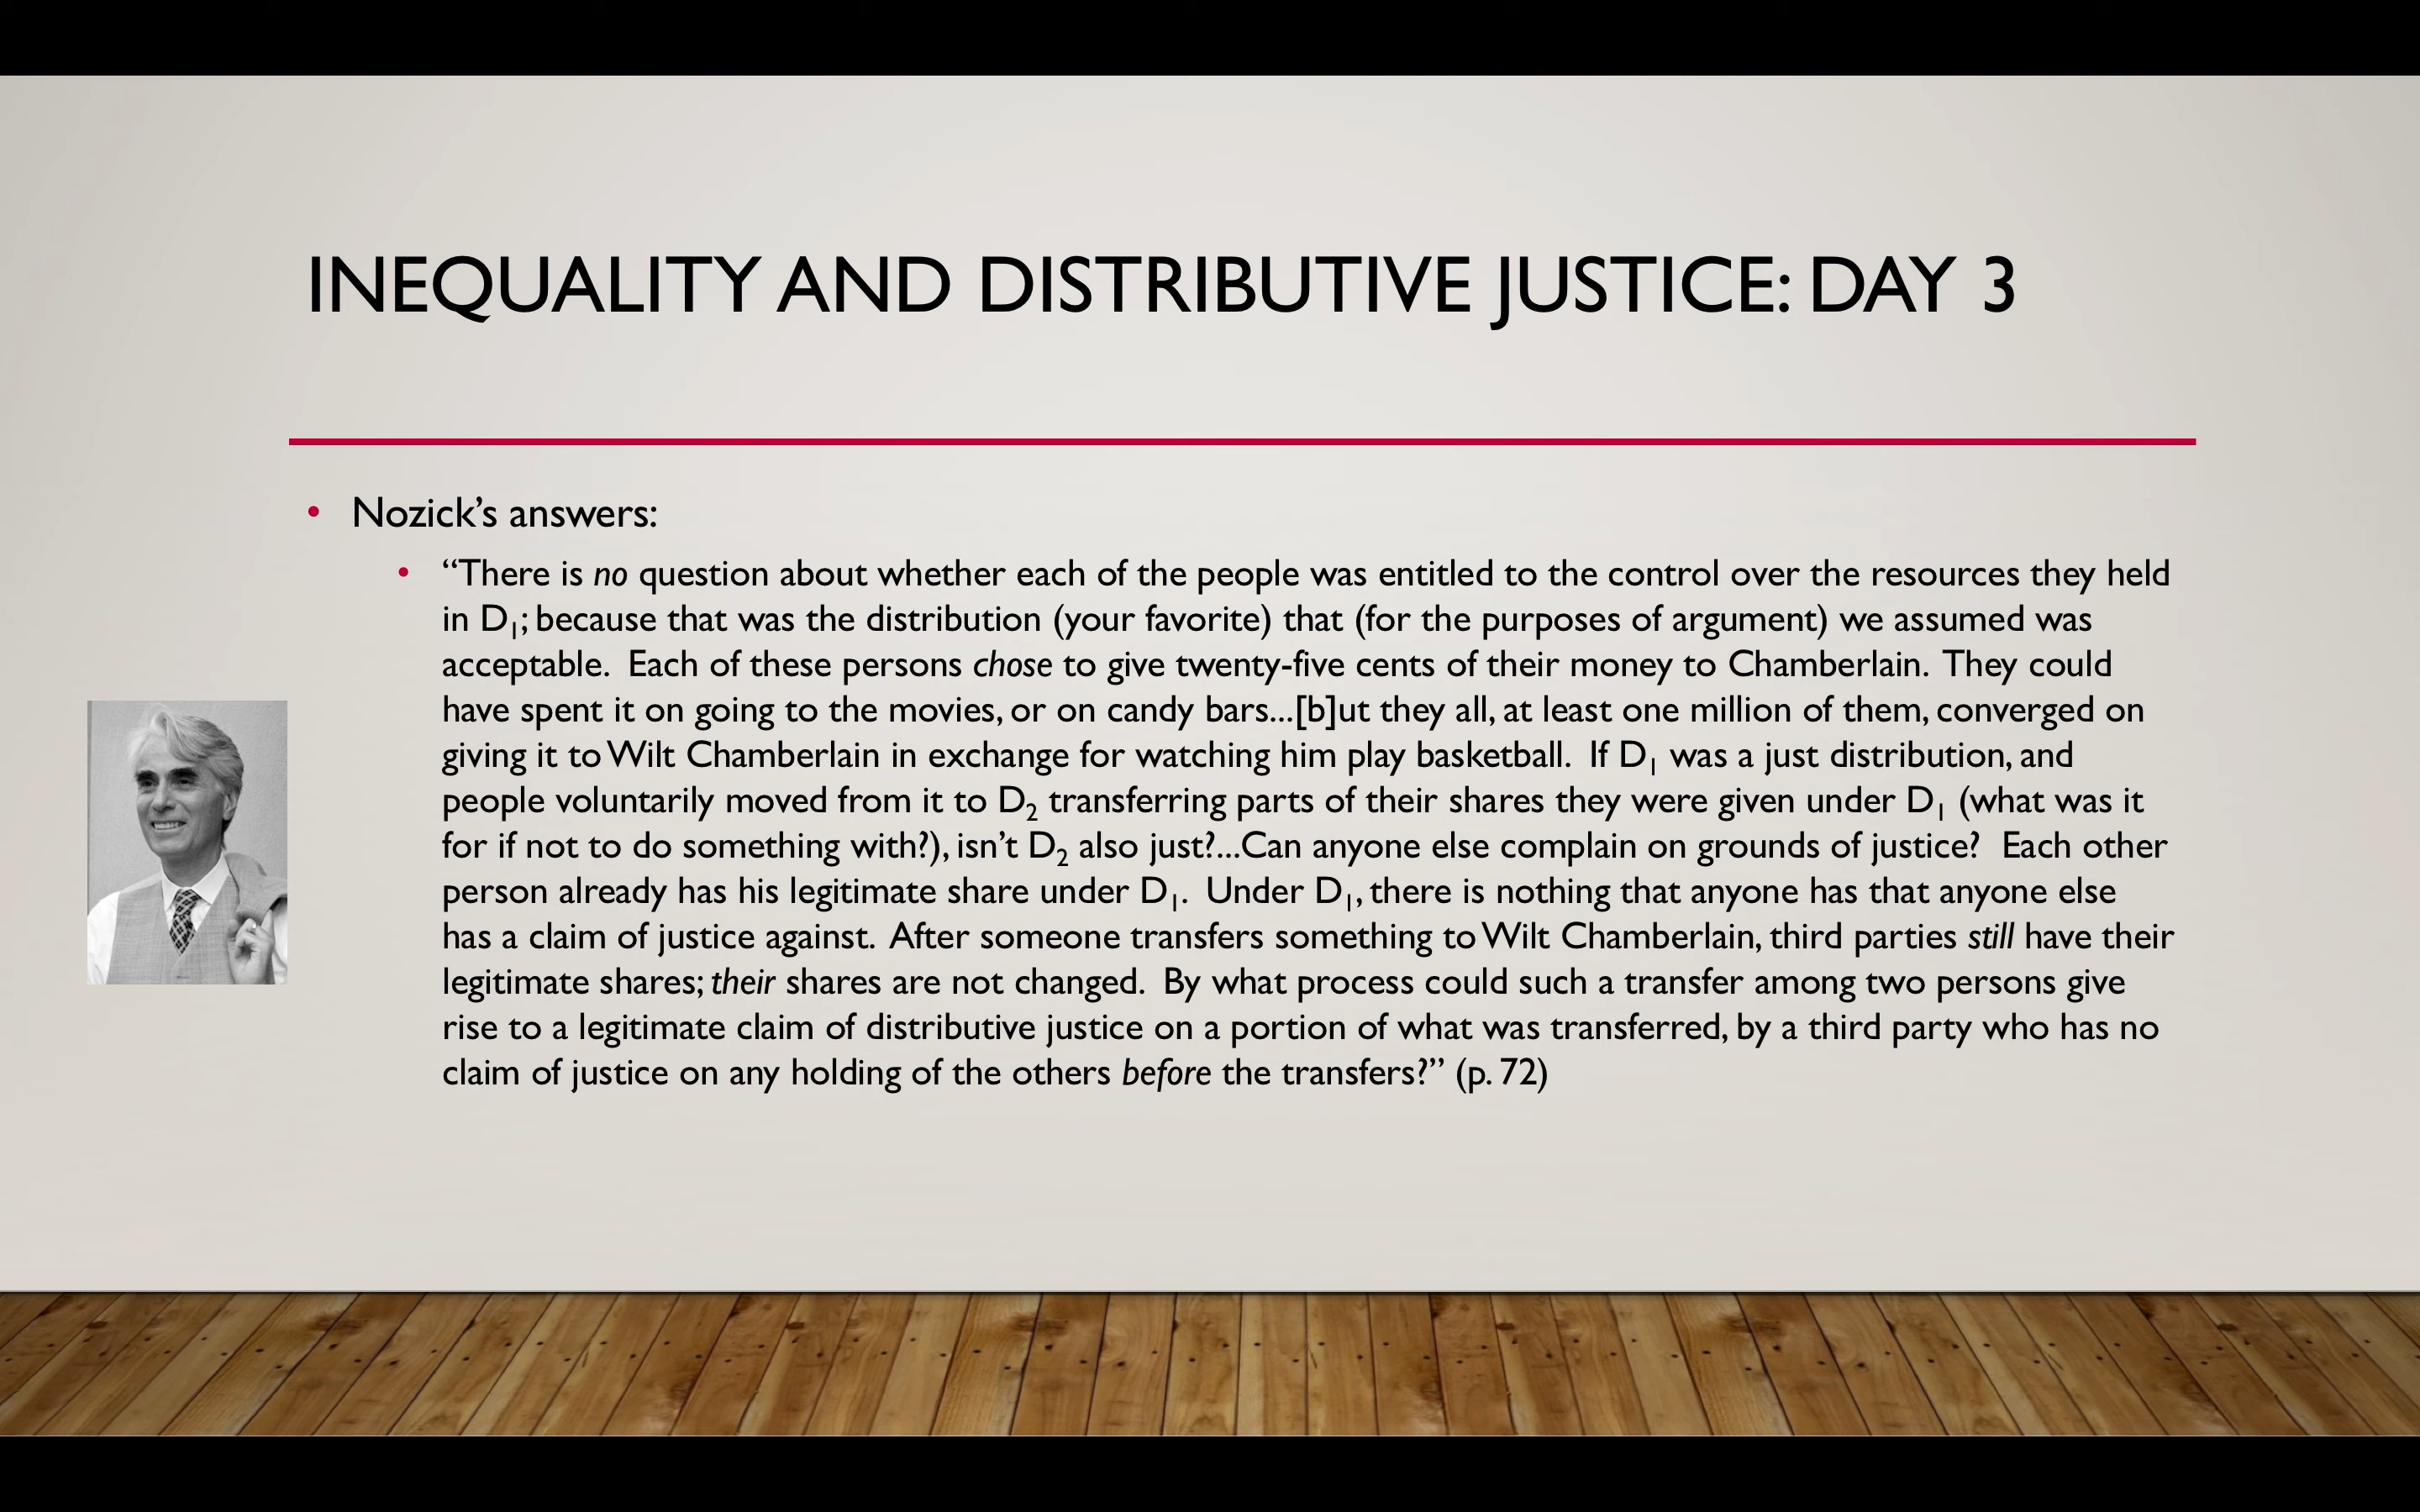 INEQUALITY AND DISTRIBUTIVE JUSTICE: DAY 3
• Nozick’s answers:
• “There is no question about whether each of the people was entitled to the control over the resources they held
in D₁; because that was the distribution (your favorite) that (for the purposes of argument) we assumed was
acceptable.  Each of these persons chose to give twenty-five cents of their money to Chamberlain.  They could
have spent it on going to the movies, or on candy bars...[b]ut they all, at least one million of them, converged on
giving it to Wilt Chamberlain in exchange for watching him play basketball.  If D₁ was a just distribution, and
people voluntarily moved from it to D₂ transferring parts of their shares they were given under D₁ (what was it
for if not to do something with?), isn’t D₂ also just?...Can anyone else complain on grounds of justice?  Each other
person already has his legitimate share under D₁.  Under D₁, there is nothing that anyone has that anyone else
has a claim of justice against.  After someone transfers something to Wilt Chamberlain, third parties still have their
legitimate shares; their shares are not changed.  By what process could such a transfer among two persons give
rise to a legitimate claim of distributive justice on a portion of what was transferred, by a third party who has no
claim of justice on any holding of the others before the transfers?” (p. 72)